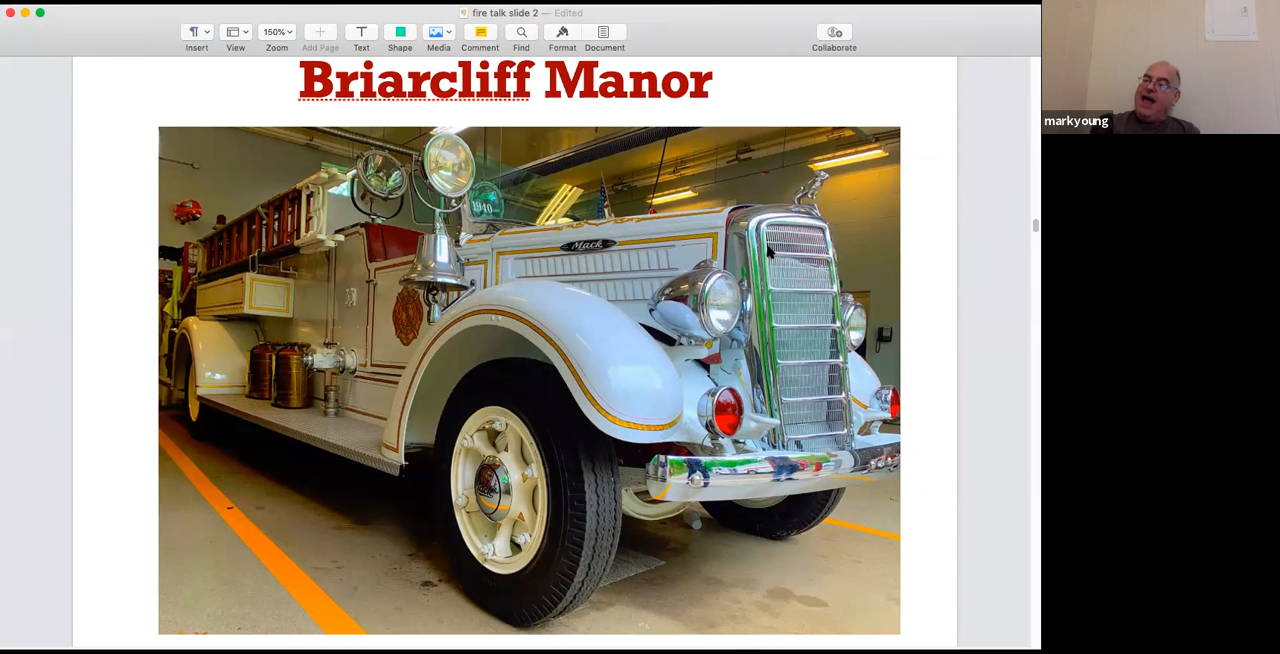 fire talk slide 2 — Edited
150%
Insert View Zoom Add Page Text Shape Media Comment Find Format Document Collaborate
Briarcliff Manor
markyoung
1940
Mack
Mack